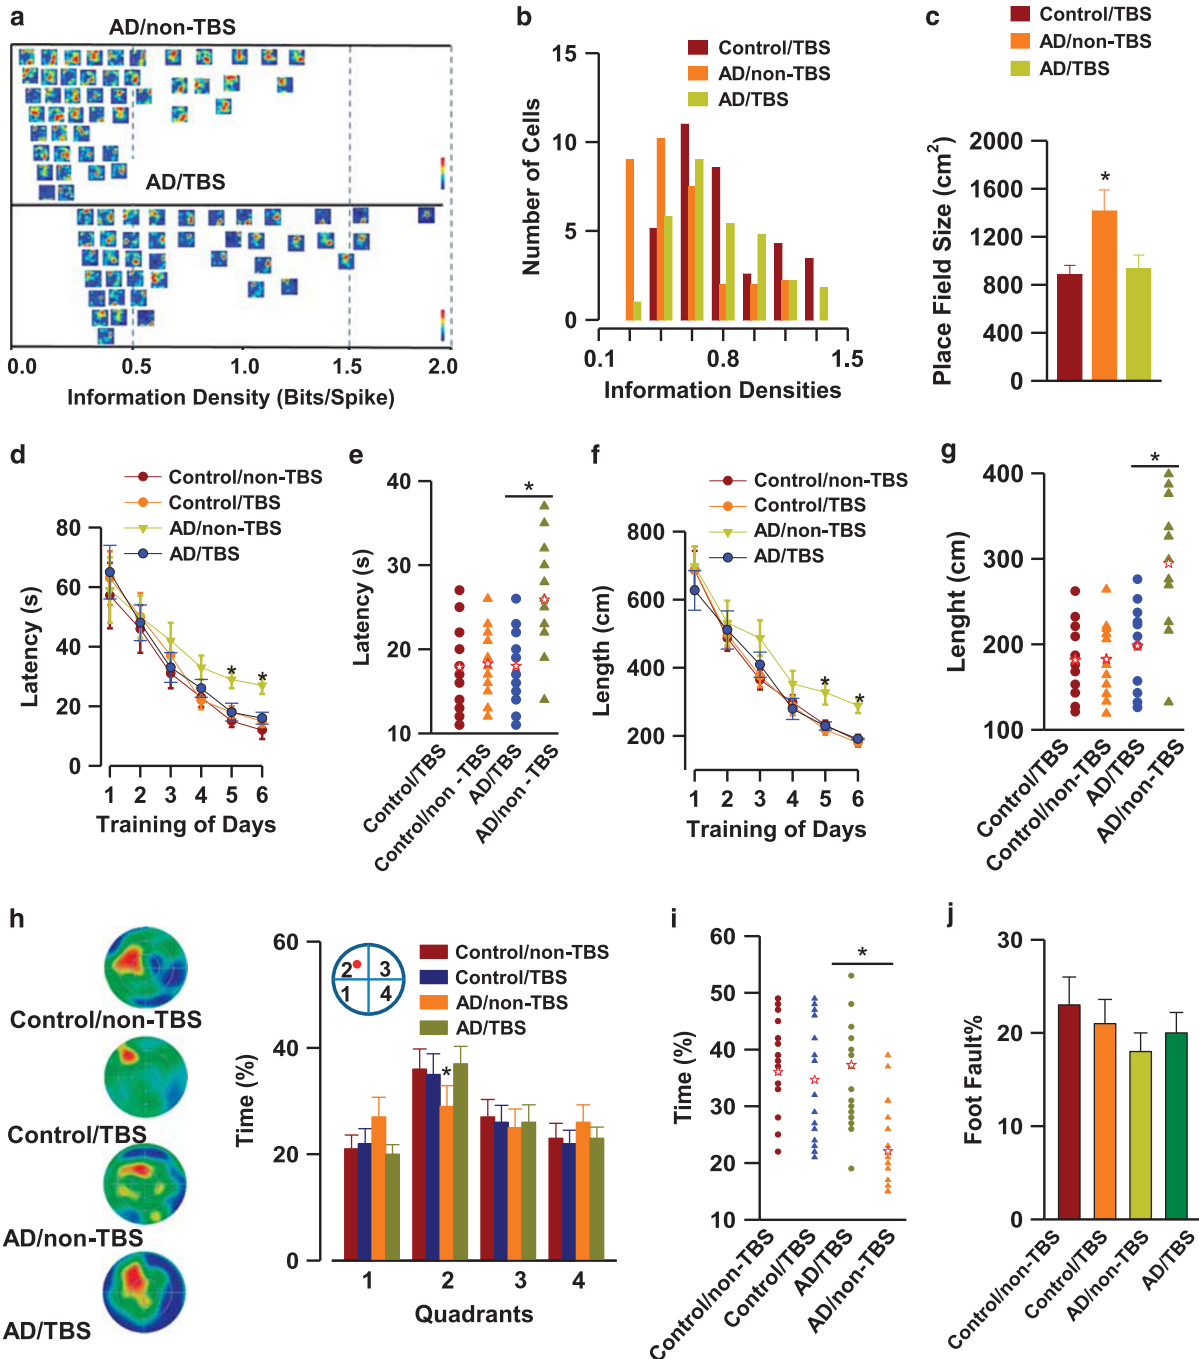 a
AD/non-TBS
AD/TBS
0.0 0.5 1.0 1.5 2.0
Information Density (Bits/Spike)
b
Control/TBS
AD/non-TBS
AD/TBS
15
10
5
0
Number of Cells
0.1 0.8 1.5
Information Densities
c
Control/TBS
AD/non-TBS
AD/TBS
2000
1600
1200
800
400
0
Place Field Size (cm²)
*
d
Control/non-TBS
Control/TBS
AD/non-TBS
AD/TBS
80
60
40
20
0
Latency (s)
* *
1 2 3 4 5 6
Training of Days
e
40
30
20
10
Latency (s)
*
Control/TBS
Control/non-TBS
AD/TBS
AD/non-TBS
f
Control/non-TBS
Control/TBS
AD/non-TBS
AD/TBS
800
600
400
200
Length (cm)
* *
1 2 3 4 5 6
Training of Days
g
400
300
200
100
Lenght (cm)
*
Control/TBS
Control/non-TBS
AD/TBS
AD/non-TBS
h
Control/non-TBS
Control/TBS
AD/non-TBS
AD/TBS
60
40
20
0
Time (%)
2 3
1 4
Control/non-TBS
Control/TBS
AD/non-TBS
AD/TBS
*
1 2 3 4
Quadrants
i
60
50
40
30
20
10
Time (%)
*
Control/non-TBS
Control/TBS
AD/TBS
AD/non-TBS
j
30
20
10
0
Foot Fault%
Control/non-TBS
Control/TBS
AD/non-TBS
AD/TBS